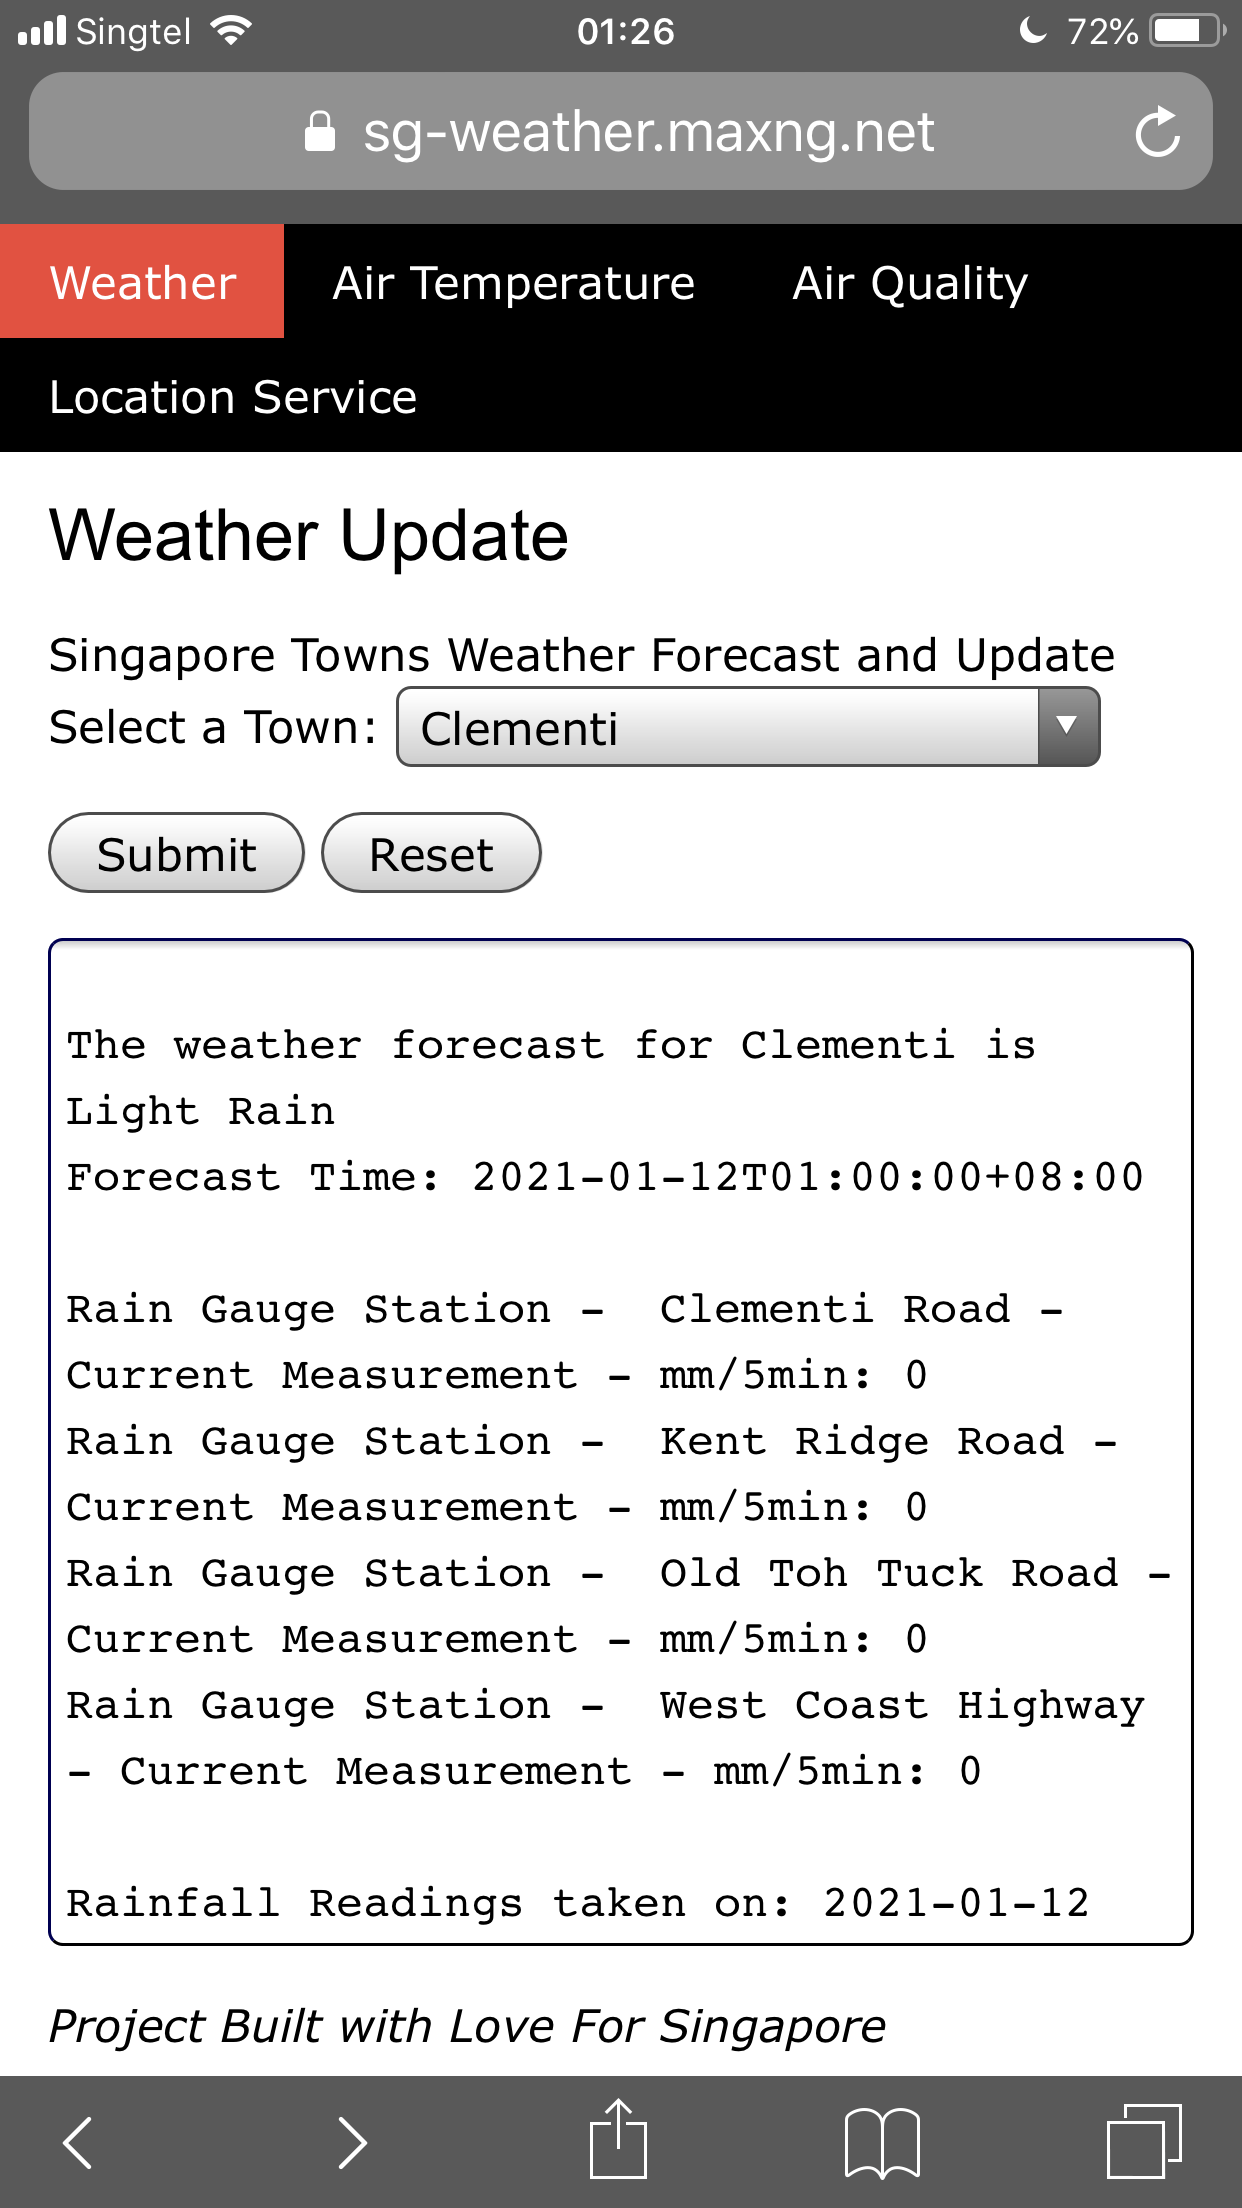 Singtel 01:26 72%
sg-weather.maxng.net
Weather Air Temperature Air Quality
Location Service
Weather Update
Singapore Towns Weather Forecast and Update
Select a Town: Clementi
Submit Reset
The weather forecast for Clementi is
Light Rain
Forecast Time: 2021-01-12T01:00:00+08:00
Rain Gauge Station -  Clementi Road -
Current Measurement - mm/5min: 0
Rain Gauge Station -  Kent Ridge Road -
Current Measurement - mm/5min: 0
Rain Gauge Station -  Old Toh Tuck Road -
Current Measurement - mm/5min: 0
Rain Gauge Station -  West Coast Highway
- Current Measurement - mm/5min: 0
Rainfall Readings taken on: 2021-01-12
Project Built with Love For Singapore